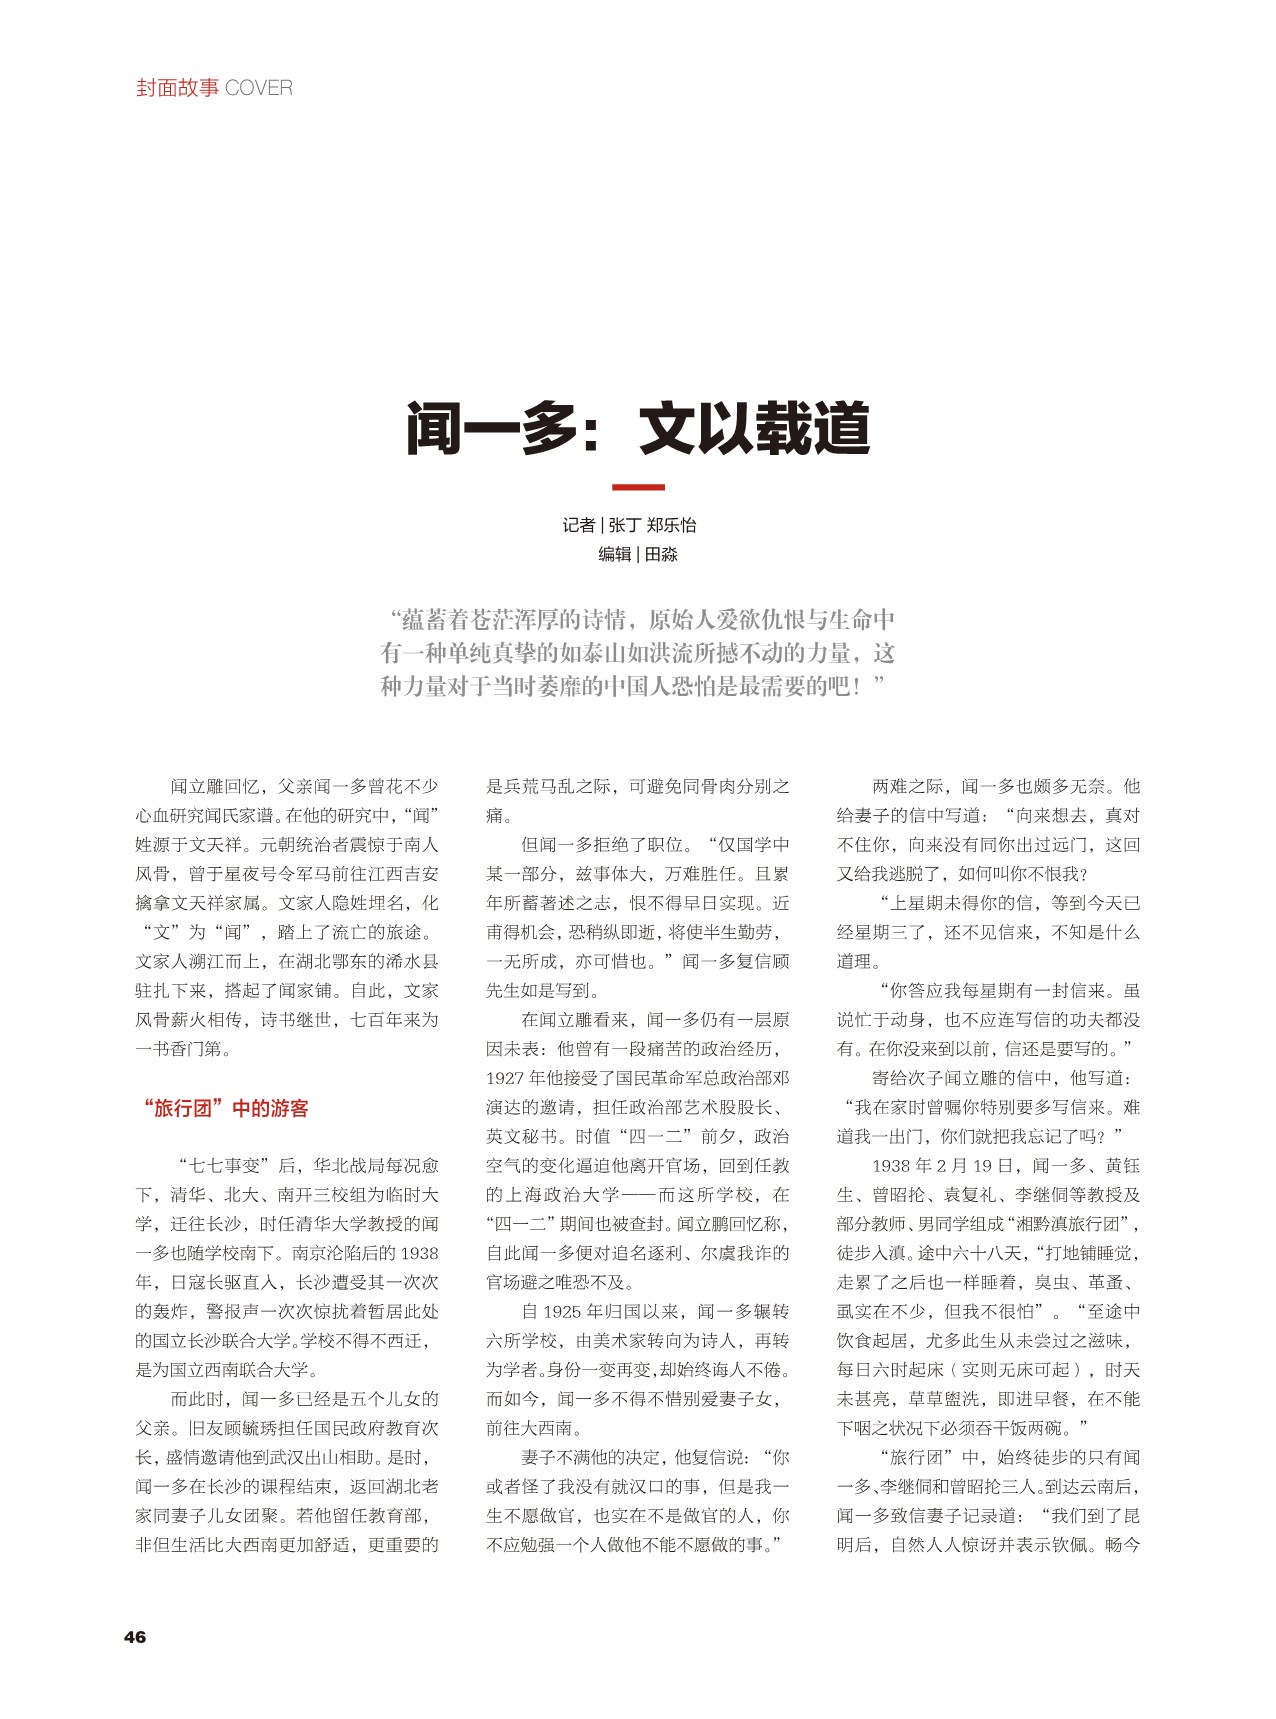 封面故事 COVER
闻一多：文以载道
记者 | 张丁 郑乐怡
编辑 | 田淼
“蕴蓄着苍茫浑厚的诗情，原始人爱欲仇恨与生命中
有一种单纯真挚的如泰山如洪流所撼不动的力量，这
种力量对于当时萎靡的中国人恐怕是最需要的吧！”
闻立雕回忆，父亲闻一多曾花不少
心血研究闻氏家谱。在他的研究中，“闻”
姓源于文天祥。元朝统治者震惊于南人
风骨，曾于星夜号令军马前往江西吉安
擒拿文天祥家属。文家人隐姓埋名，化
“文”为“闻”，踏上了流亡的旅途。
文家人溯江而上，在湖北鄂东的浠水县
驻扎下来，搭起了闻家铺。自此，文家
风骨薪火相传，诗书继世，七百年来为
一书香门第。
“旅行团”中的游客
“七七事变”后，华北战局每况愈
下，清华、北大、南开三校组为临时大
学，迁往长沙，时任清华大学教授的闻
一多也随学校南下。南京沦陷后的 1938
年，日寇长驱直入，长沙遭受其一次次
的轰炸，警报声一次次惊扰着暂居此处
的国立长沙联合大学。学校不得不西迁，
是为国立西南联合大学。
而此时，闻一多已经是五个儿女的
父亲。旧友顾毓琇担任国民政府教育次
长，盛情邀请他到武汉出山相助。是时，
闻一多在长沙的课程结束，返回湖北老
家同妻子儿女团聚。若他留任教育部，
非但生活比大西南更加舒适，更重要的
是兵荒马乱之际，可避免同骨肉分别之
痛。
但闻一多拒绝了职位。“仅国学中
某一部分，兹事体大，万难胜任。且累
年所蓄著述之志，恨不得早日实现。近
甫得机会，恐稍纵即逝，将使半生勤劳，
一无所成，亦可惜也。”闻一多复信顾
先生如是写到。
在闻立雕看来，闻一多仍有一层原
因未表：他曾有一段痛苦的政治经历，
1927 年他接受了国民革命军总政治部邓
演达的邀请，担任政治部艺术股股长、
英文秘书。时值“四一二”前夕，政治
空气的变化逼迫他离开官场，回到任教
的上海政治大学——而这所学校，在
“四一二”期间也被查封。闻立鹏回忆称，
自此闻一多便对追名逐利、尔虞我诈的
官场避之唯恐不及。
自 1925 年归国以来，闻一多辗转
六所学校，由美术家转向为诗人，再转
为学者。身份一变再变，却始终诲人不倦。
而如今，闻一多不得不惜别爱妻子女，
前往大西南。
妻子不满他的决定，他复信说：“你
或者怪了我没有就汉口的事，但是我一
生不愿做官，也实在不是做官的人，你
不应勉强一个人做他不能不愿做的事。”
两难之际，闻一多也颇多无奈。他
给妻子的信中写道：“向来想去，真对
不住你，向来没有同你出过远门，这回
又给我逃脱了，如何叫你不恨我？
“上星期未得你的信，等到今天已
经星期三了，还不见信来，不知是什么
道理。
“你答应我每星期有一封信来。虽
说忙于动身，也不应连写信的功夫都没
有。在你没来到以前，信还是要写的。”
寄给次子闻立雕的信中，他写道：
“我在家时曾嘱你特别要多写信来。难
道我一出门，你们就把我忘记了吗？”
1938 年 2 月 19 日，闻一多、黄钰
生、曾昭抡、袁复礼、李继侗等教授及
部分教师、男同学组成“湘黔滇旅行团”，
徒步入滇。途中六十八天，“打地铺睡觉，
走累了之后也一样睡着，臭虫、革蚤、
虱实在不少，但我不很怕”。“至途中
饮食起居，尤多此生从未尝过之滋味，
每日六时起床（实则无床可起），时天
未甚亮，草草盥洗，即进早餐，在不能
下咽之状况下必须吞干饭两碗。”
“旅行团”中，始终徒步的只有闻
一多、李继侗和曾昭抡三人。到达云南后，
闻一多致信妻子记录道：“我们到了昆
明后，自然人人惊讶并表示钦佩。畅今
46